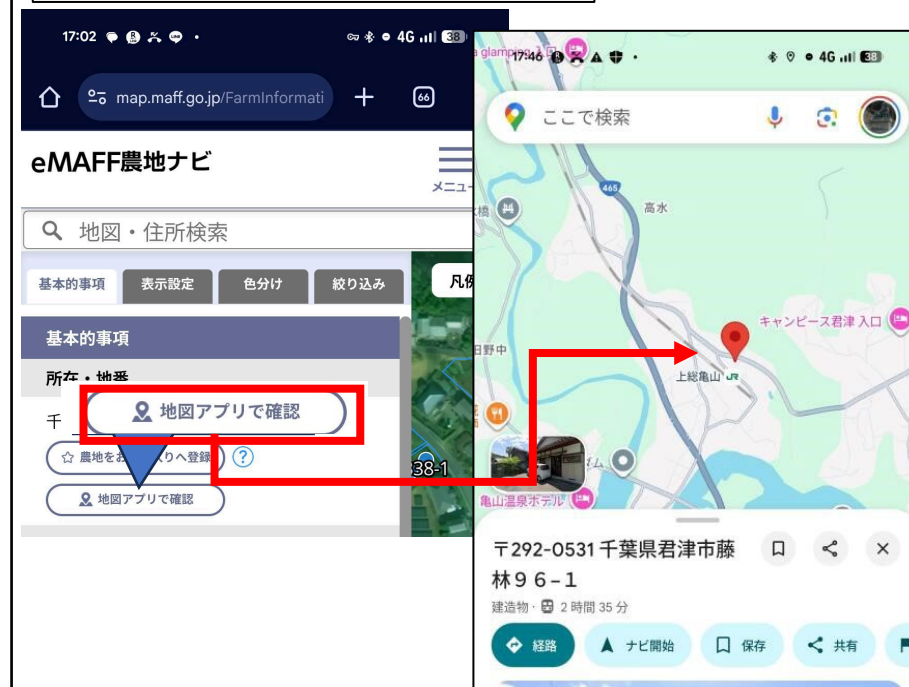 17:02
4G
38
map.maff.go.jp/FarmInformati
66
eMAFF農地ナビ
メニュ
地図・住所検索
基本的事項
表示設定
色分け
絞り込み
凡例
基本的事項
所在・地番
千
地図アプリで確認
農地をお
りへ登録
?
地図アプリで確認
38-1
glamping
17:46
4G
38
ここで検索
465
高水
橋
キャンピース君津 入口
日野中
上総亀山
JR
亀山温泉ホテル
〒292-0531 千葉県君津市藤
林96-1
建造物・
2 時間 35 分
経路
ナビ開始
保存
共有